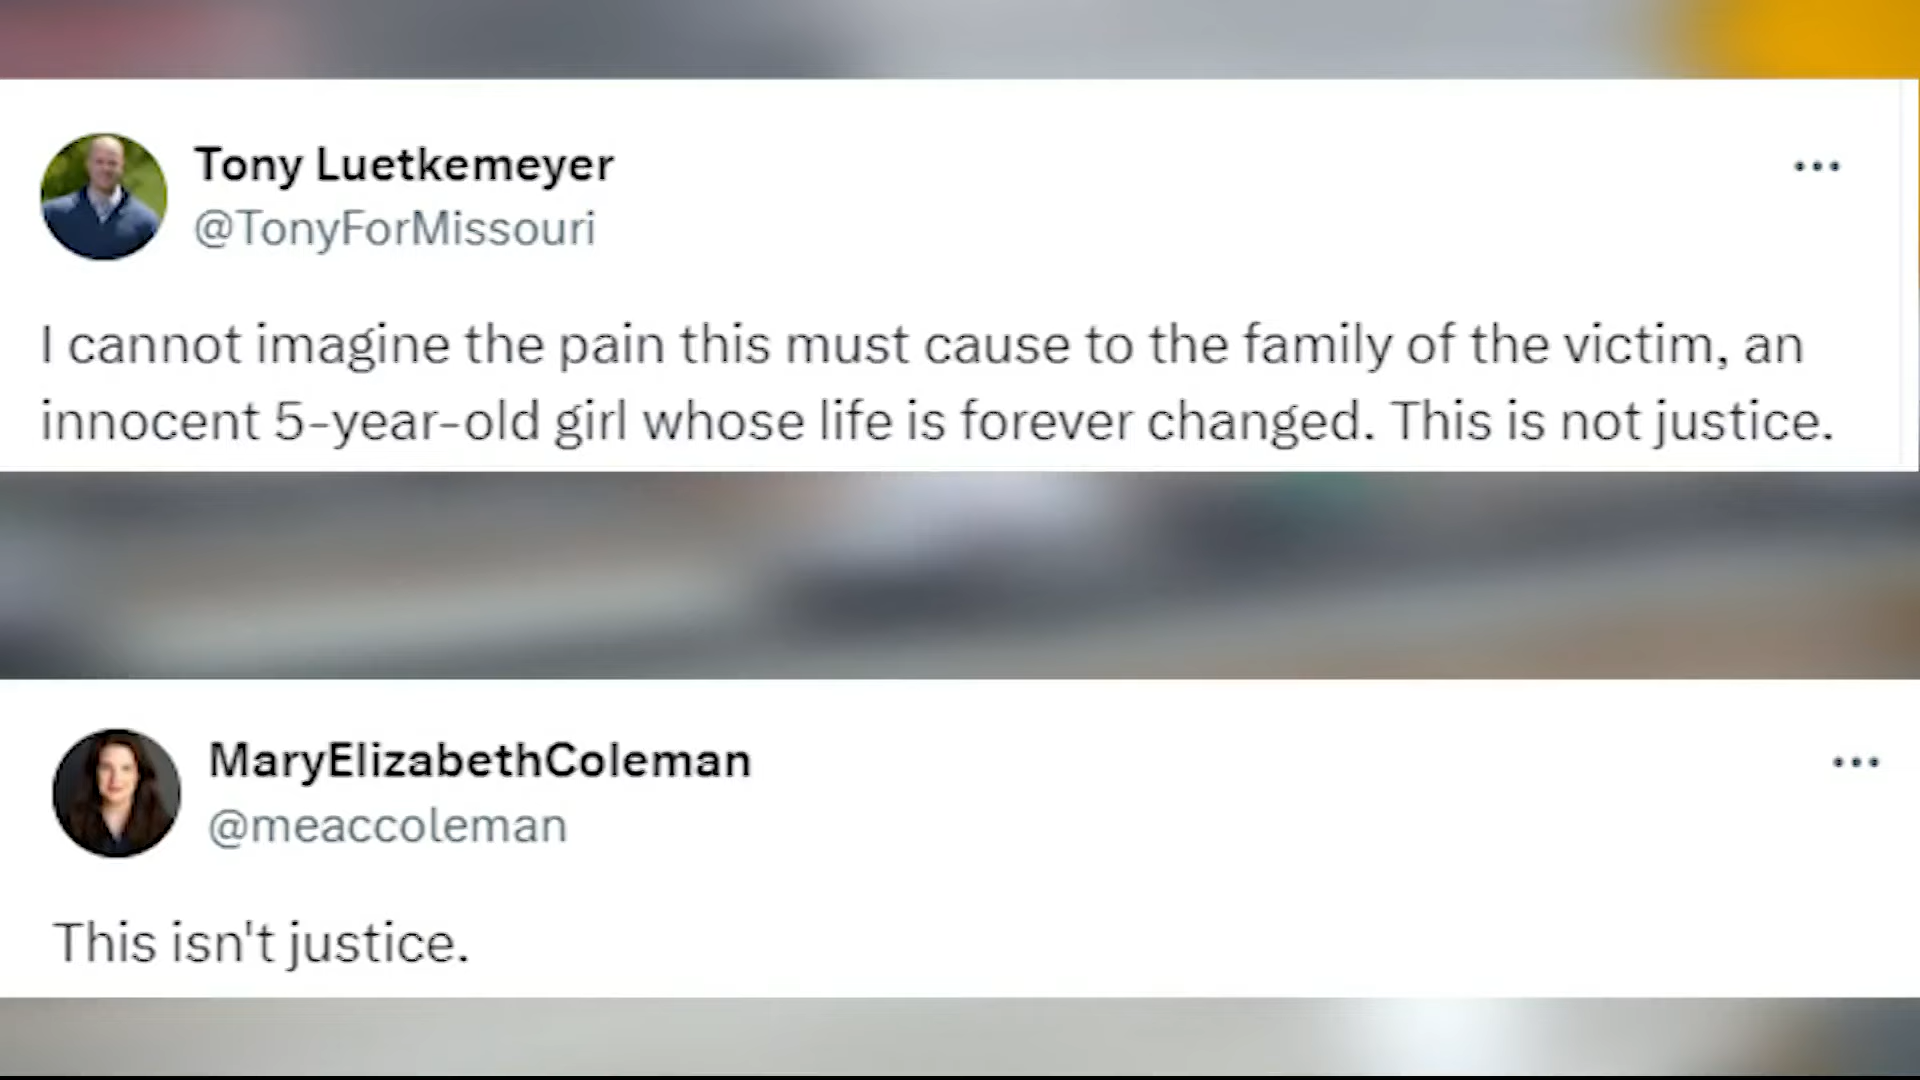 Tony Luetkemeyer
@TonyForMissouri
I cannot imagine the pain this must cause to the family of the victim, an
innocent 5-year-old girl whose life is forever changed. This is not justice.
MaryElizabethColeman
@meaccoleman
This isn't justice.